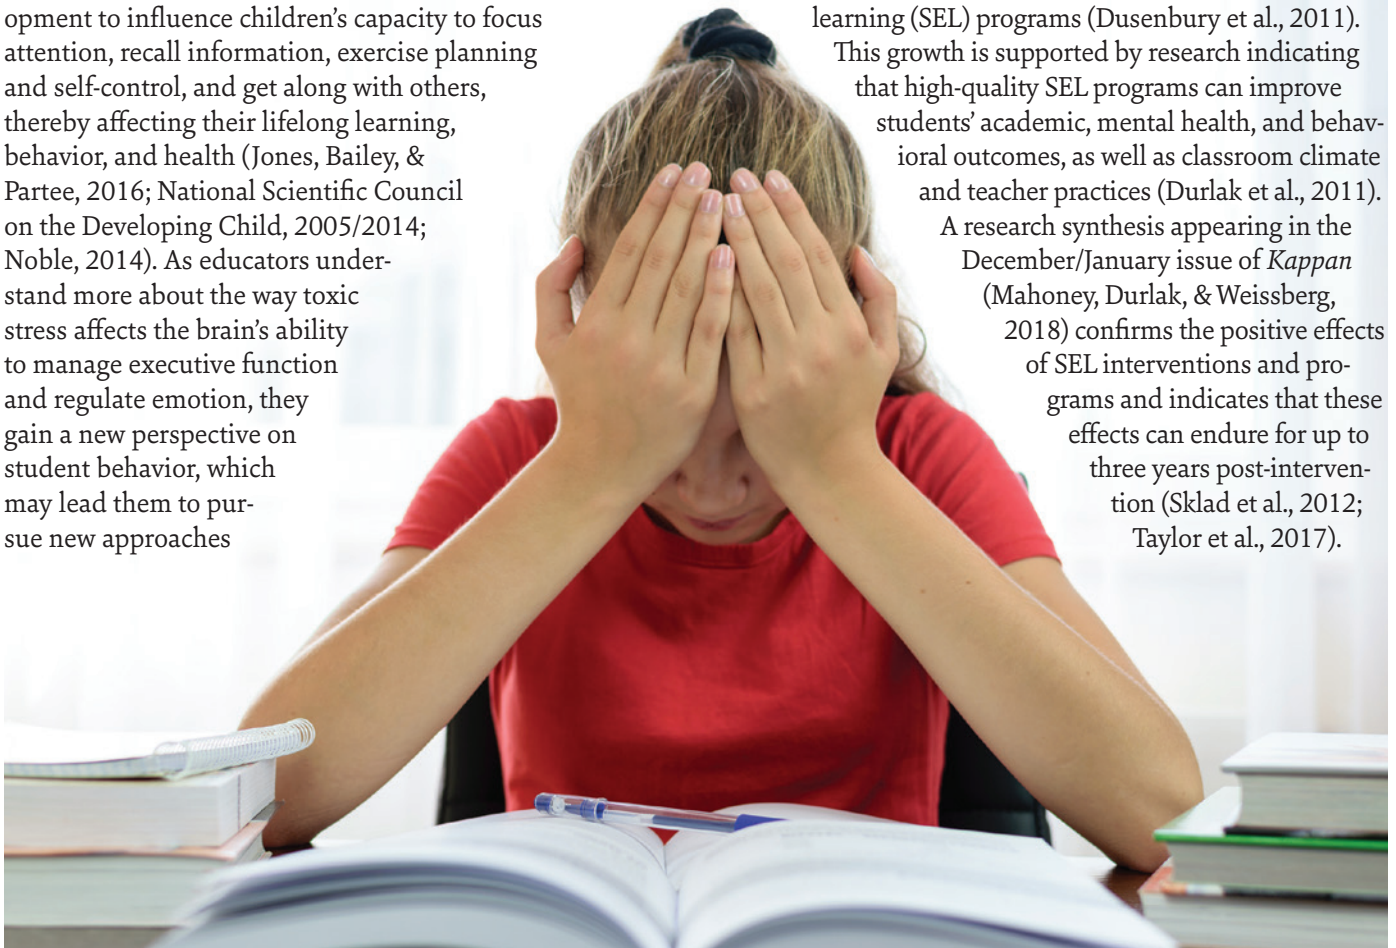 opment to influence children’s capacity to focus
attention, recall information, exercise planning
and self-control, and get along with others,
thereby affecting their lifelong learning,
behavior, and health (Jones, Bailey, &
Partee, 2016; National Scientific Council
on the Developing Child, 2005/2014;
Noble, 2014). As educators under-
stand more about the way toxic
stress affects the brain’s ability
to manage executive function
and regulate emotion, they
gain a new perspective on
student behavior, which
may lead them to pur-
sue new approaches
learning (SEL) programs (Dusenbury et al., 2011).
This growth is supported by research indicating
that high-quality SEL programs can improve
students’ academic, mental health, and behav-
ioral outcomes, as well as classroom climate
and teacher practices (Durlak et al., 2011).
A research synthesis appearing in the
December/January issue of Kappan
(Mahoney, Durlak, & Weissberg,
2018) confirms the positive effects
of SEL interventions and pro-
grams and indicates that these
effects can endure for up to
three years post-interven-
tion (Sklad et al., 2012;
Taylor et al., 2017).